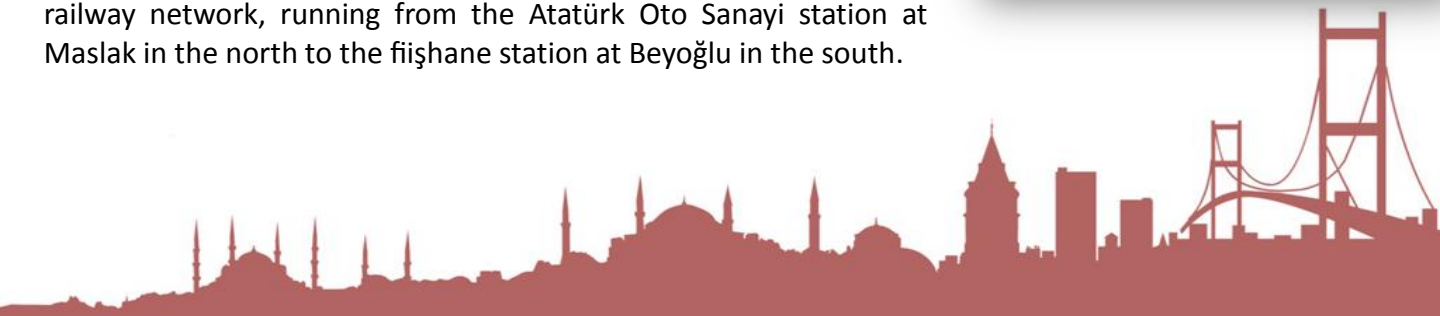 railway network, running from the Atatürk Oto Sanayi station at
Maslak in the north to the fiişhane station at Beyoğlu in the south.